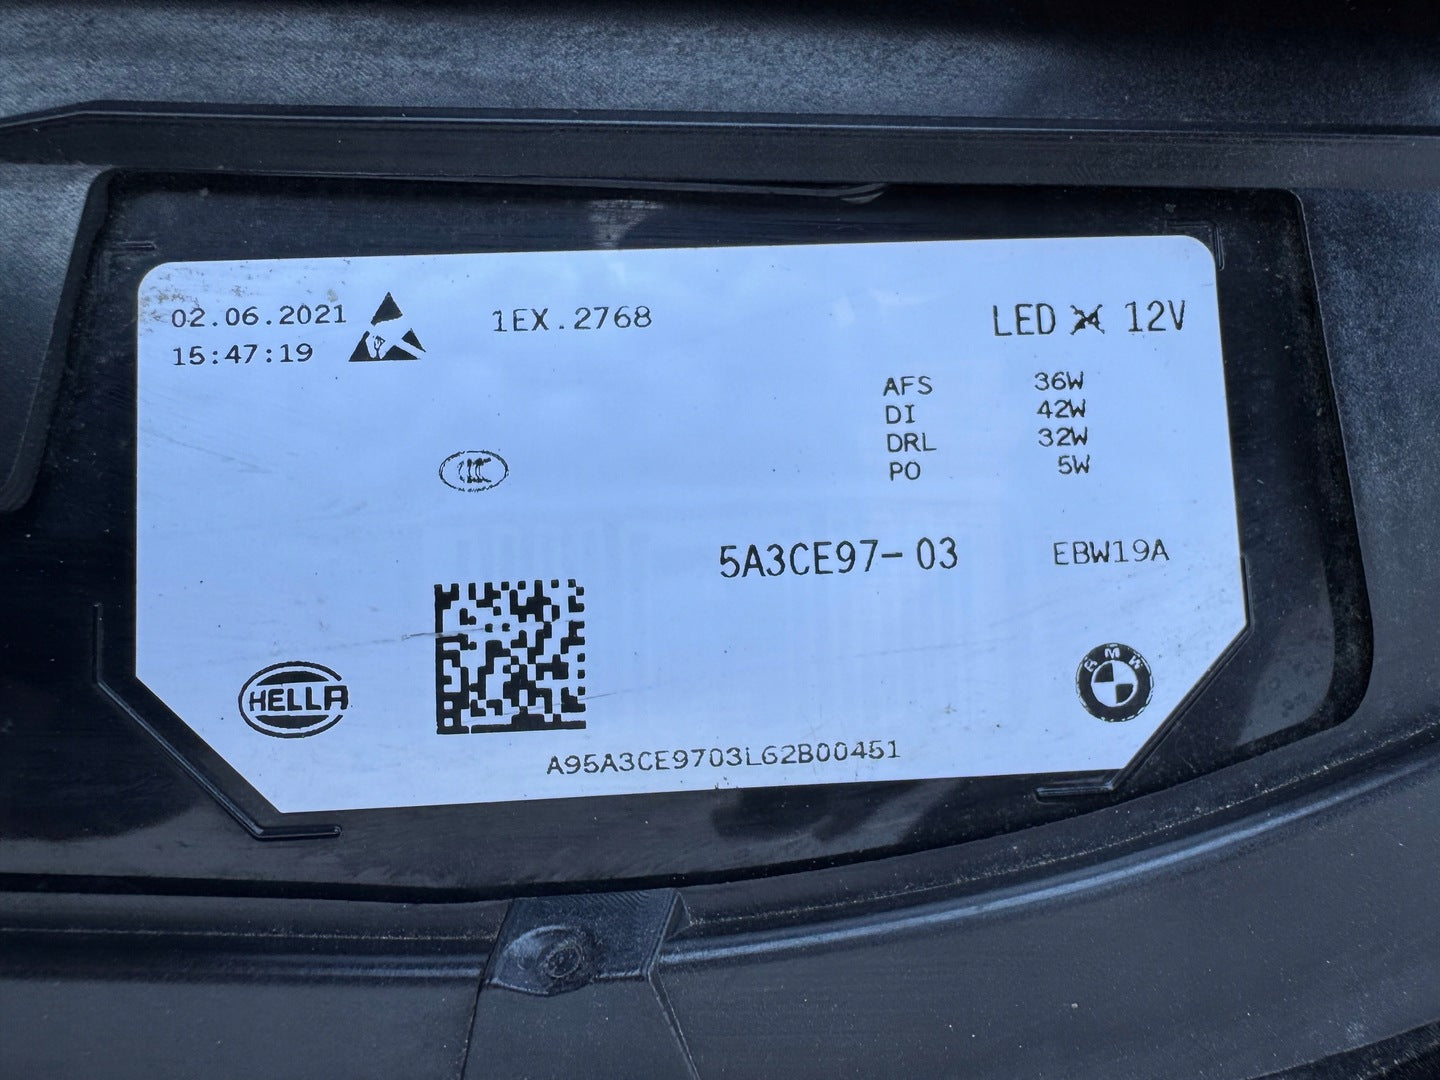 02.06.2021
15:47:19
1EX.2768
LED 12V
AFS 36W
DI 42W
DRL 32W
PO 5W
5A3CE97-03
EBW19A
HELLA
BMW
A95A3CE9703L62B00451